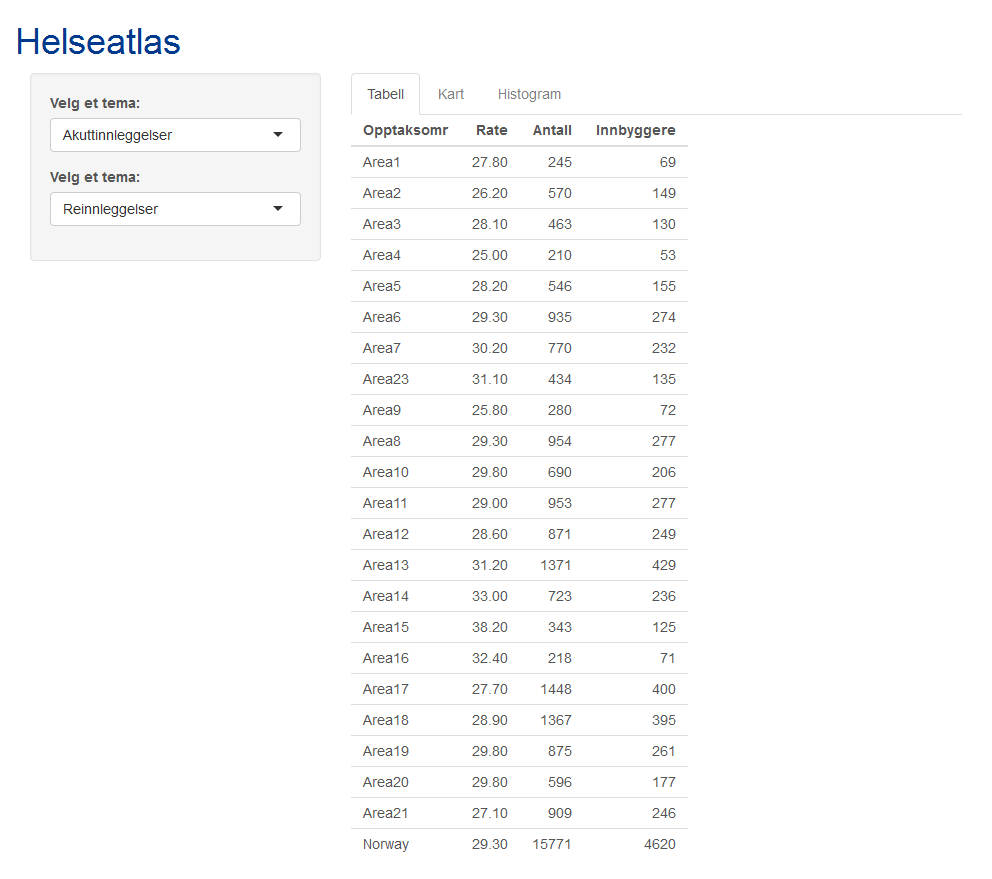 Helseatlas
Velg et tema:
Akuttinnleggelser
Velg et tema:
Reinnleggelser
Tabell Kart Histogram
Opptaksomr Rate Antall Innbyggere
Area1 27.80 245 69
Area2 26.20 570 149
Area3 28.10 463 130
Area4 25.00 210 53
Area5 28.20 546 155
Area6 29.30 935 274
Area7 30.20 770 232
Area23 31.10 434 135
Area9 25.80 280 72
Area8 29.30 954 277
Area10 29.80 690 206
Area11 29.00 953 277
Area12 28.60 871 249
Area13 31.20 1371 429
Area14 33.00 723 236
Area15 38.20 343 125
Area16 32.40 218 71
Area17 27.70 1448 400
Area18 28.90 1367 395
Area19 29.80 875 261
Area20 29.80 596 177
Area21 27.10 909 246
Norway 29.30 15771 4620